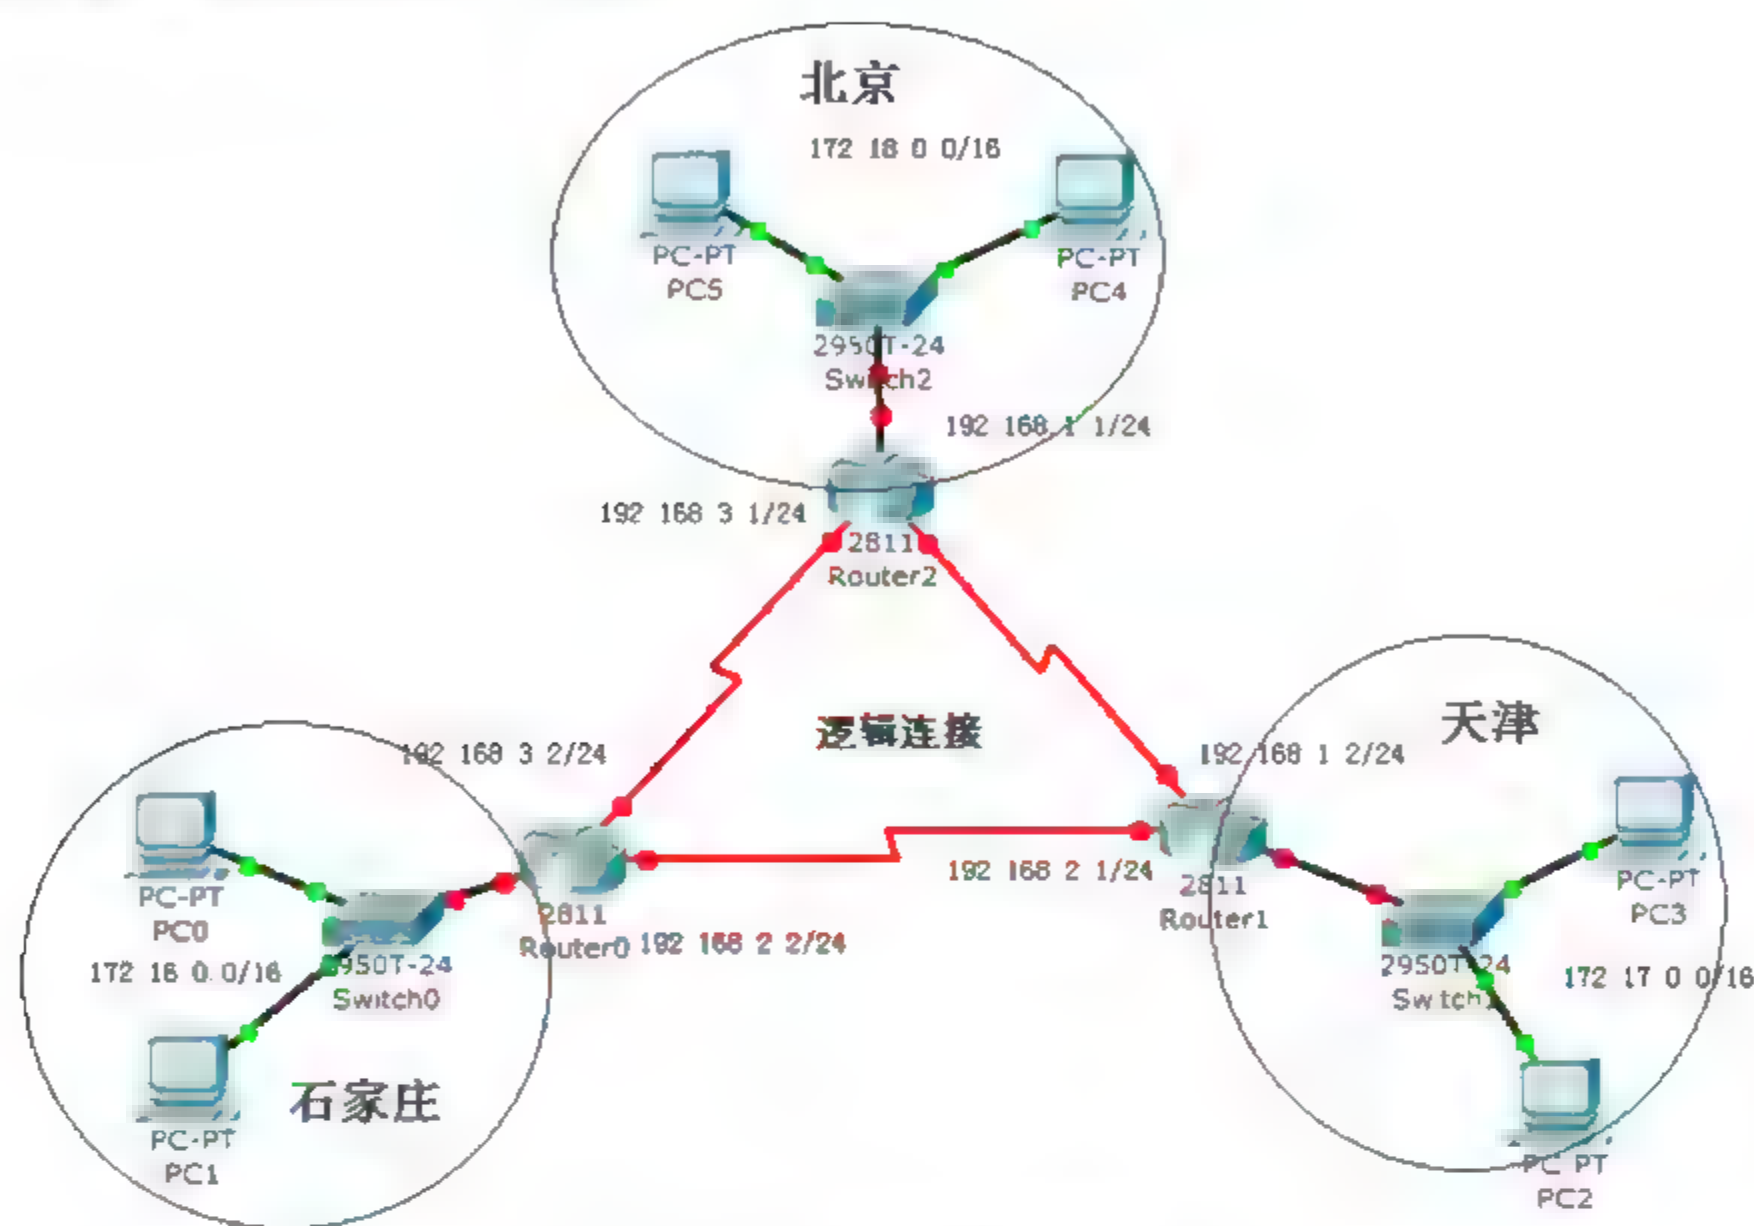 北京
172 18 0 0/16
PC-PT
PC5
PC-PT
PC4
2950T-24
Switch2
192 168 1 1/24
192 168 3 1/24
2811
Router2
逻辑连接
天津
192 168 3 2/24
192 168 1 2/24
PC-PT
PC0
172 16 0.0/16
2950T-24
Switch0
2811
Router0
192 168 2 2/24
192 168 2 1/24
2811
Router1
PC-PT
PC3
2950T-24
Switch1
172 17 0 0/16
石家庄
PC-PT
PC1
PC PT
PC2